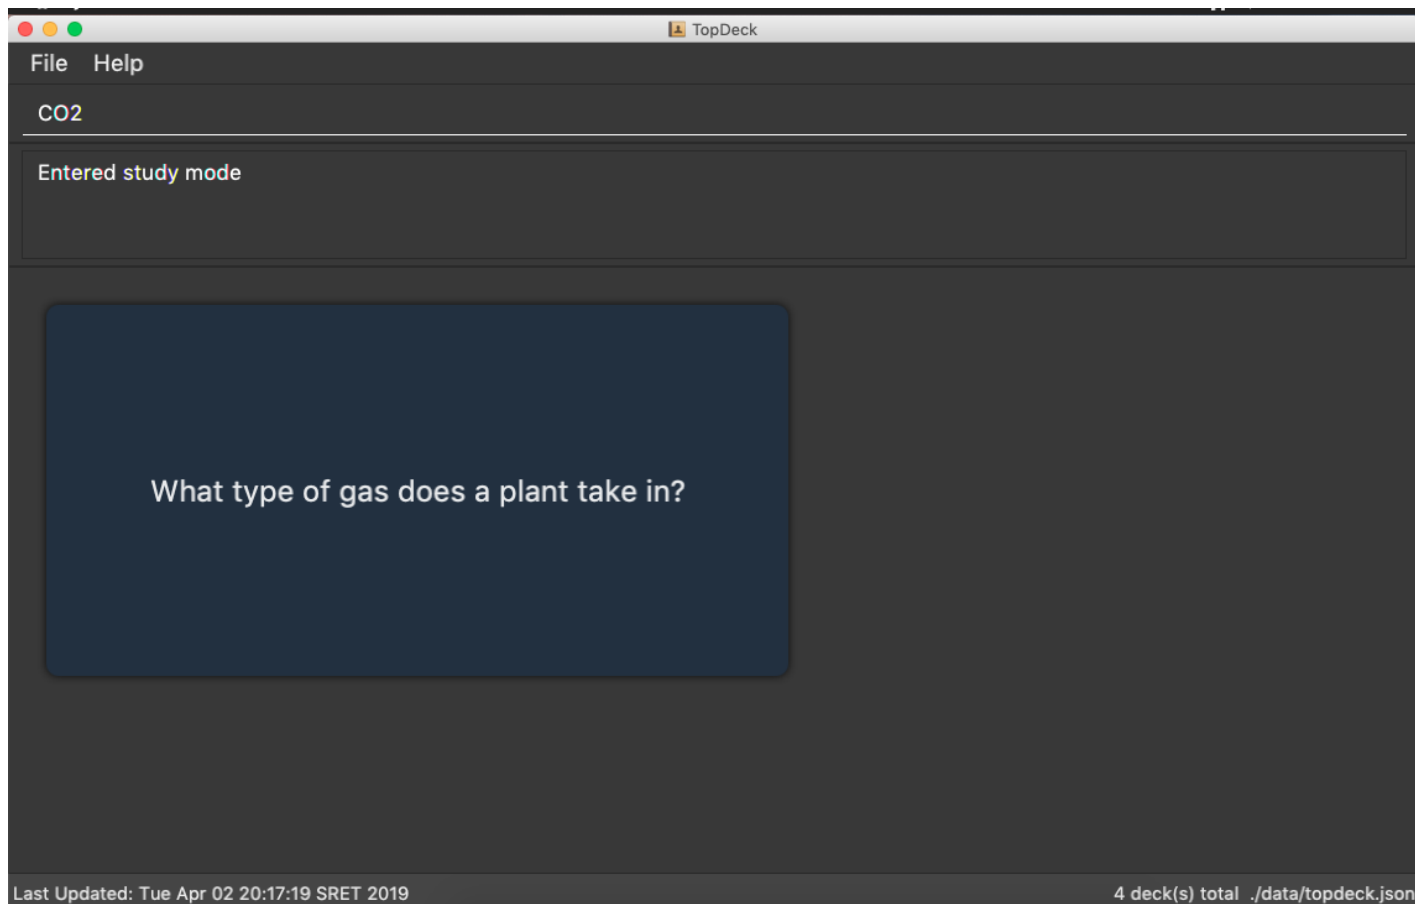 TopDeck
File Help
CO2
Entered study mode
What type of gas does a plant take in?
Last Updated: Tue Apr 02 20:17:19 SRET 2019 4 deck(s) total ./data/topdeck.json